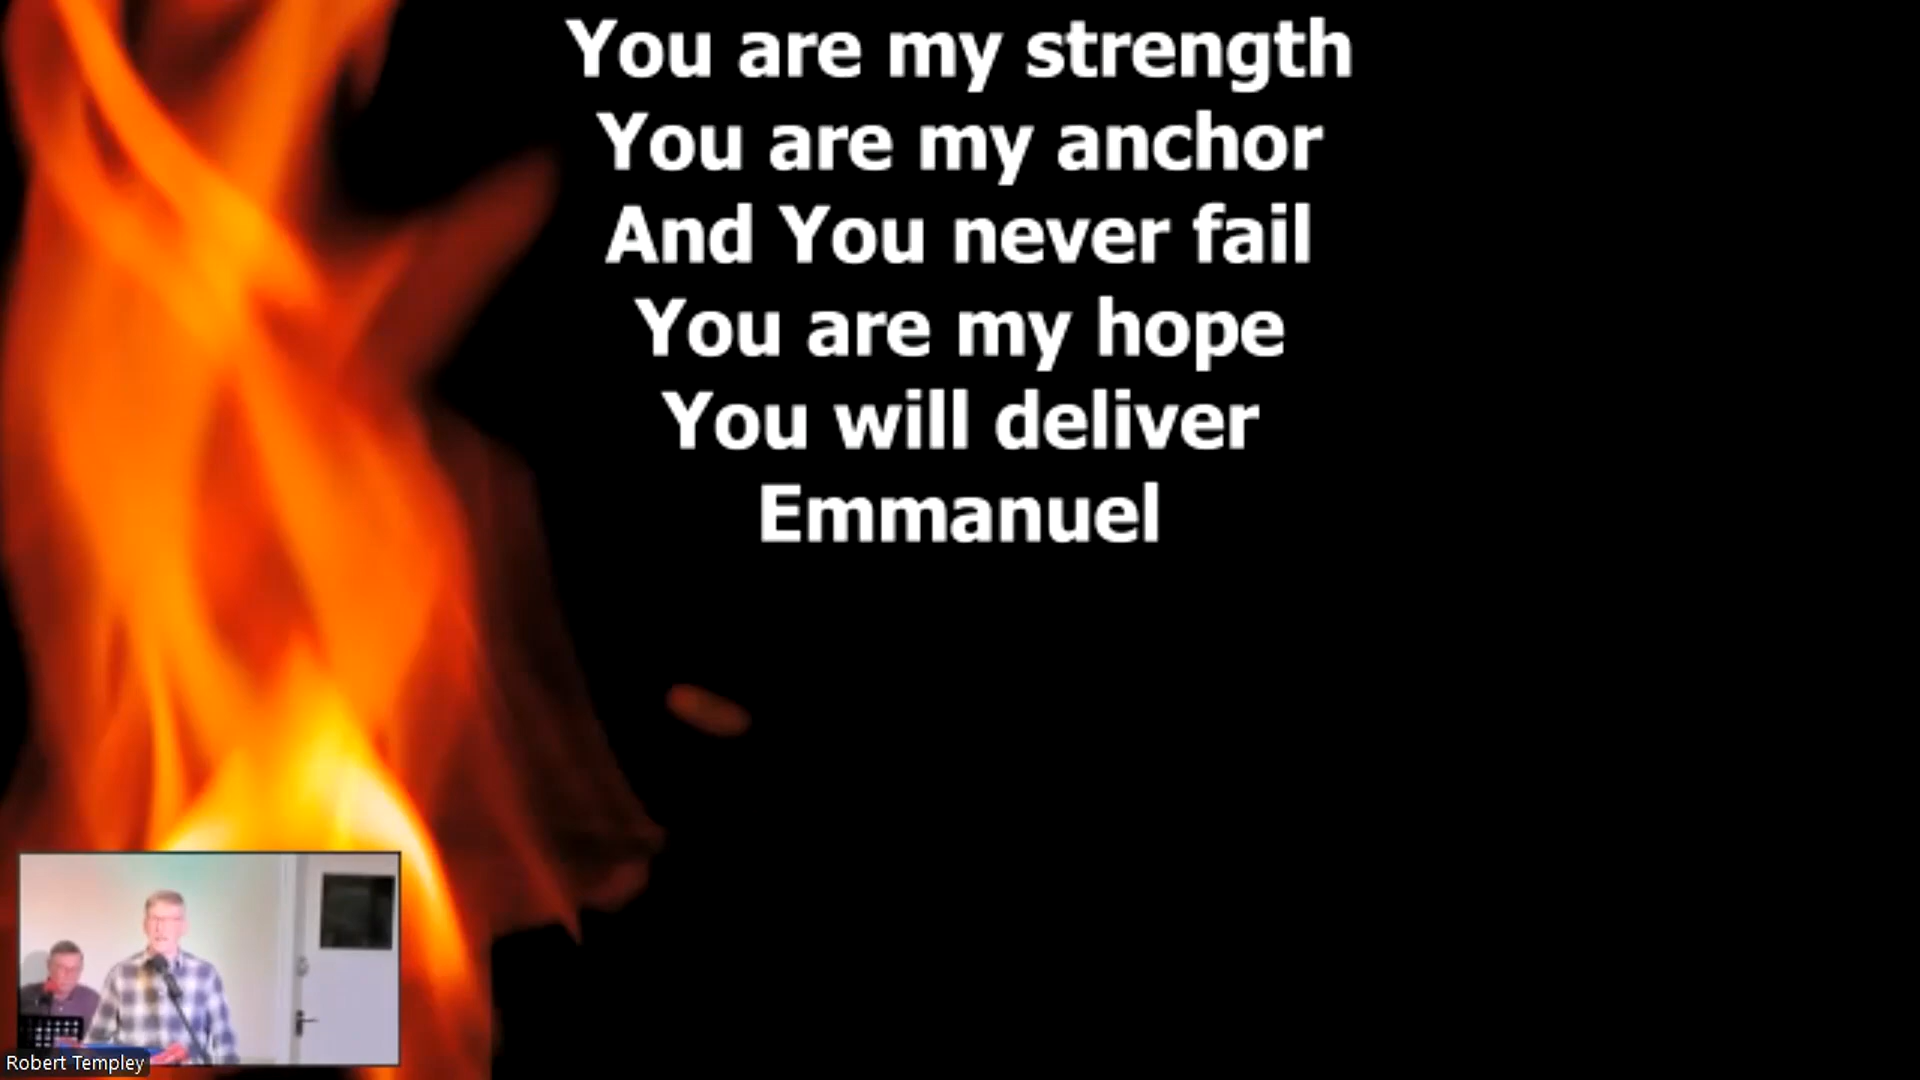 You are my strength
You are my anchor
And You never fail
You are my hope
You will deliver
Emmanuel
Robert Templey